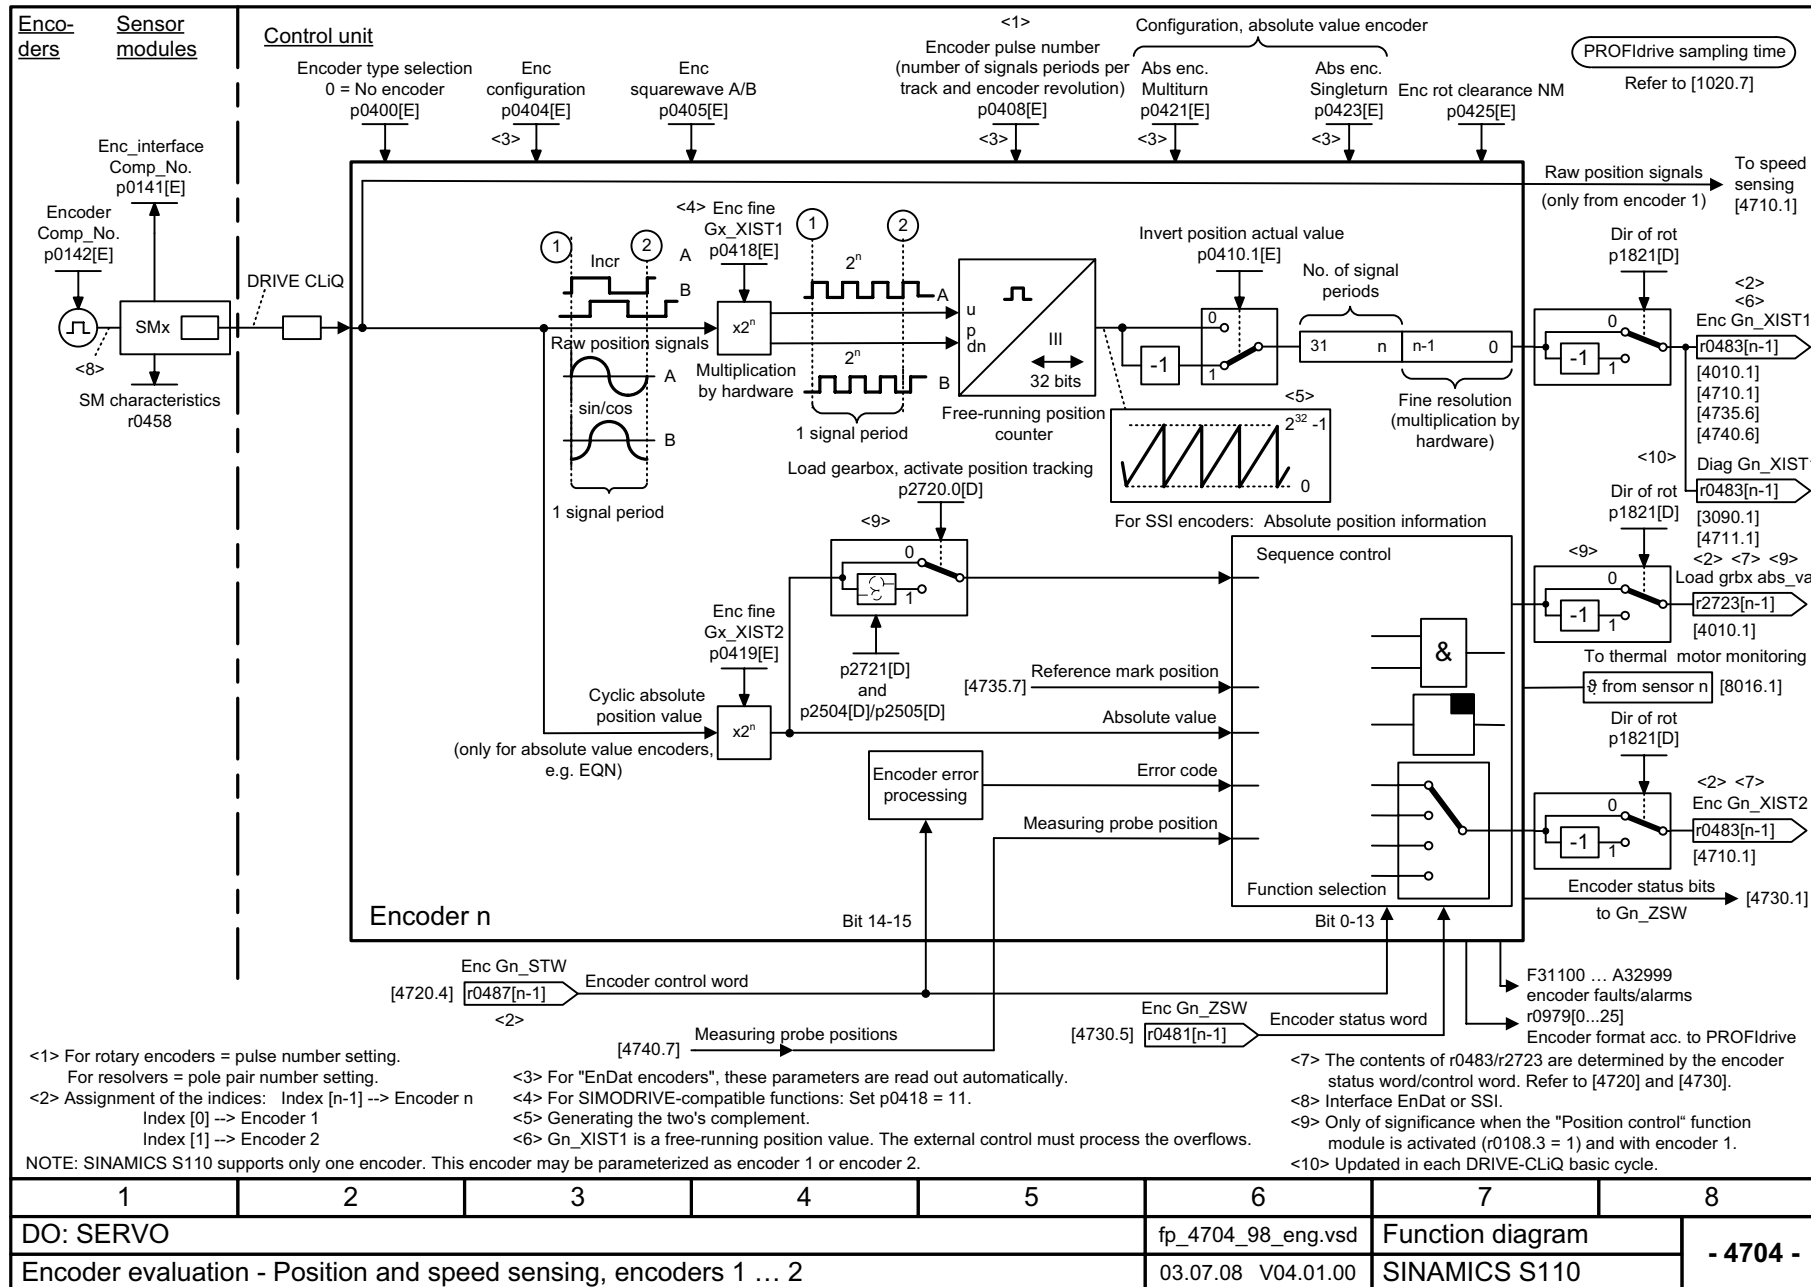 Enco-
ders
Sensor
modules
Control unit
Encoder type selection
0 = No encoder
p0400[E]
Enc
configuration
p0404[E]
<3>
Enc
squarewave A/B
p0405[E]
<1>
Encoder pulse number
(number of signals periods per
track and encoder revolution)
p0408[E]
<3>
Configuration, absolute value encoder
Abs enc.
Multiturn
p0421[E]
<3>
Abs enc.
Singleturn
p0423[E]
<3>
Enc rot clearance NM
p0425[E]
PROFIdrive sampling time
Refer to [1020.7]
Enc_interface
Comp_No.
p0141[E]
Encoder
Comp_No.
p0142[E]
DRIVE CLiQ
SMx
<8>
SM characteristics
r0458
Raw position signals
(only from encoder 1)
To speed
sensing
[4710.1]
1
2
Incr
A
B
Raw position signals
A
sin/cos
B
1 signal period
<4>
Enc fine
Gx_XIST1
p0418[E]
x2n
Multiplication
by hardware
1
2
2n
A
2n
B
1 signal period
u
p
dn
III
32 bits
Free-running position
counter
Invert position actual value
p0410.1[E]
0
-1
1
No. of signal
periods
31
n
n-1
0
Fine resolution
(multiplication by
hardware)
<5>
232 -1
0
Dir of rot
p1821[D]
0
-1
1
<2>
<6>
Enc Gn_XIST1
r0483[n-1]
[4010.1]
[4710.1]
[4735.6]
[4740.6]
<10>
Diag Gn_XIST1
r0483[n-1]
[3090.1]
[4711.1]
Load gearbox, activate position tracking
p2720.0[D]
<9>
0
1
p2721[D]
and
p2504[D]/p2505[D]
For SSI encoders: Absolute position information
Sequence control
&
Function selection
Dir of rot
p1821[D]
<9>
0
-1
1
<2> <7> <9>
Load grbx abs_va
r2723[n-1]
[4010.1]
To thermal motor monitoring
ϑ from sensor n
[8016.1]
Enc fine
Gx_XIST2
p0419[E]
Cyclic absolute
position value
x2n
(only for absolute value encoders,
e.g. EQN)
[4735.7]
Reference mark position
Absolute value
Encoder error
processing
Error code
Measuring probe position
Dir of rot
p1821[D]
0
-1
1
<2> <7>
Enc Gn_XIST2
r0483[n-1]
[4710.1]
Encoder status bits
to Gn_ZSW
[4730.1]
Encoder n
Bit 14-15
Bit 0-13
Enc Gn_STW
[4720.4]
r0487[n-1]
<2>
Encoder control word
[4740.7]
Measuring probe positions
Enc Gn_ZSW
[4730.5]
r0481[n-1]
Encoder status word
F31100 … A32999
encoder faults/alarms
r0979[0...25]
Encoder format acc. to PROFIdrive
<1> For rotary encoders = pulse number setting.
For resolvers = pole pair number setting.
<2> Assignment of the indices: Index [n-1] --> Encoder n
Index [0] --> Encoder 1
Index [1] --> Encoder 2
<3> For "EnDat encoders", these parameters are read out automatically.
<4> For SIMODRIVE-compatible functions: Set p0418 = 11.
<5> Generating the two's complement.
<6> Gn_XIST1 is a free-running position value. The external control must process the overflows.
<7> The contents of r0483/r2723 are determined by the encoder
status word/control word. Refer to [4720] and [4730].
<8> Interface EnDat or SSI.
<9> Only of significance when the "Position control“ function
module is activated (r0108.3 = 1) and with encoder 1.
<10> Updated in each DRIVE-CLiQ basic cycle.
NOTE: SINAMICS S110 supports only one encoder. This encoder may be parameterized as encoder 1 or encoder 2.
1
2
3
4
5
6
7
8
DO: SERVO
fp_4704_98_eng.vsd
Function diagram
- 4704 -
Encoder evaluation - Position and speed sensing, encoders 1 … 2
03.07.08 V04.01.00
SINAMICS S110